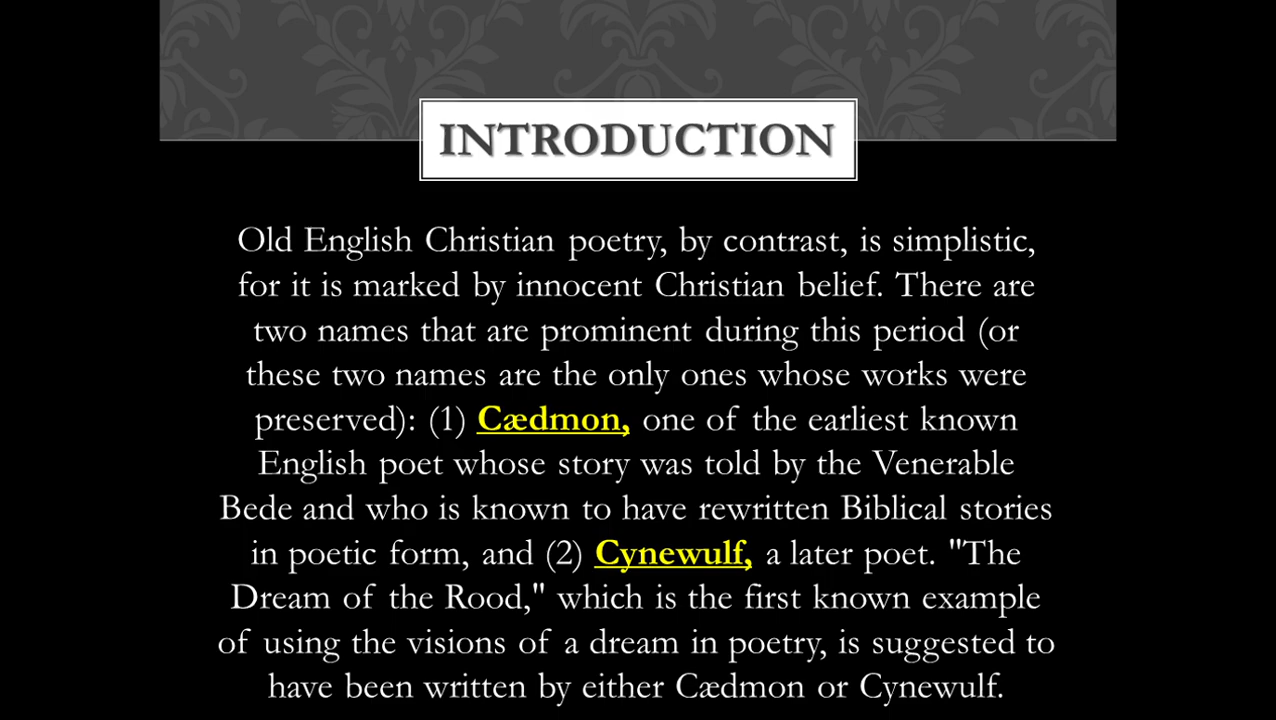 INTRODUCTION
Old English Christian poetry, by contrast, is simplistic,
for it is marked by innocent Christian belief. There are
two names that are prominent during this period (or
these two names are the only ones whose works were
preserved): (1) Cædmon, one of the earliest known
English poet whose story was told by the Venerable
Bede and who is known to have rewritten Biblical stories
in poetic form, and (2) Cynewulf, a later poet. "The
Dream of the Rood," which is the first known example
of using the visions of a dream in poetry, is suggested to
have been written by either Cædmon or Cynewulf.